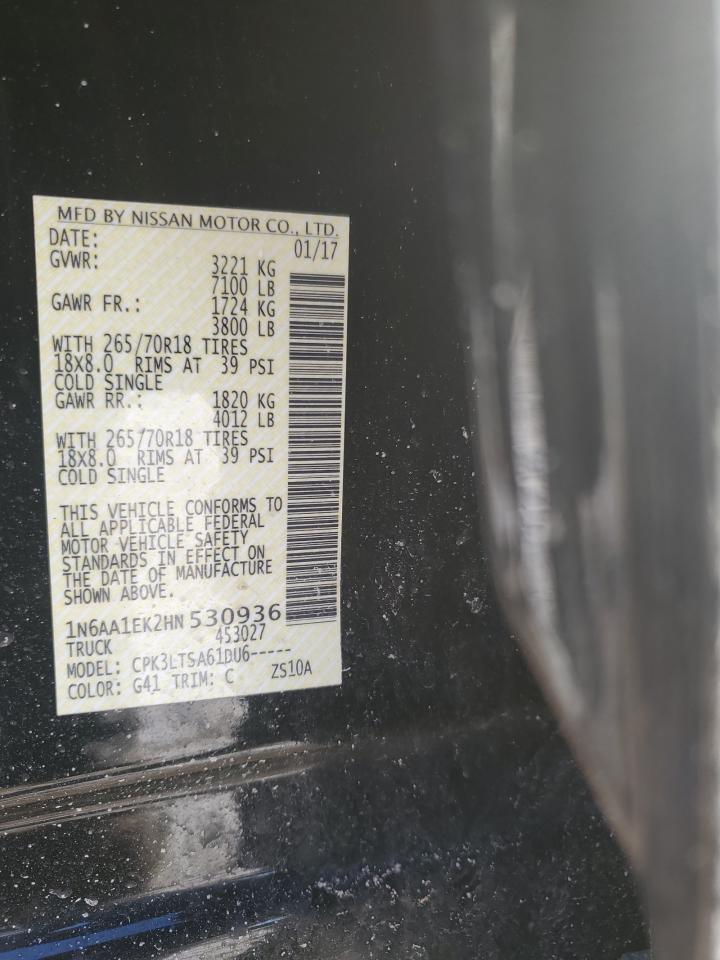 MFD BY NISSAN MOTOR CO., LTD.
DATE: 01/17
GVWR: 3221 KG
7100 LB
GAWR FR.: 1724 KG
3800 LB
WITH 265/70R18 TIRES
18X8.0 RIMS AT 39 PSI
COLD SINGLE
GAWR RR.: 1820 KG
4012 LB
WITH 265/70R18 TIRES
18X8.0 RIMS AT 39 PSI
COLD SINGLE
THIS VEHICLE CONFORMS TO
ALL APPLICABLE FEDERAL
MOTOR VEHICLE SAFETY
STANDARDS IN EFFECT ON
THE DATE OF MANUFACTURE
SHOWN ABOVE.
1N6AA1EK2HN530936
TRUCK 453027
MODEL: CPK3LTSA61DU6-----
COLOR: G41 TRIM: C ZS10A